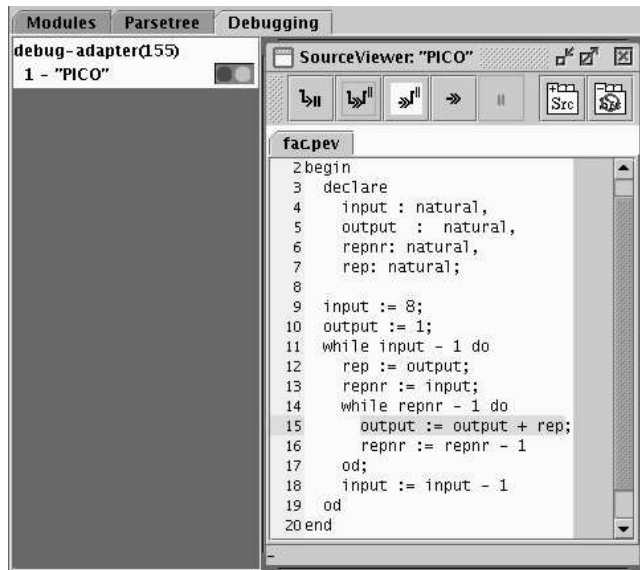 Modules Parsetree Debugging
debug-adapter(155)
1 - "PICO"
SourceViewer: "PICO"
Src
fac.pev
2 begin
3 declare
4 input : natural,
5 output : natural,
6 repnr: natural,
7 rep: natural;
8
9 input := 8;
10 output := 1;
11 while input - 1 do
12 rep := output;
13 repnr := input;
14 while repnr - 1 do
15 output := output + rep;
16 repnr := repnr - 1
17 od;
18 input := input - 1
19 od
20 end
-